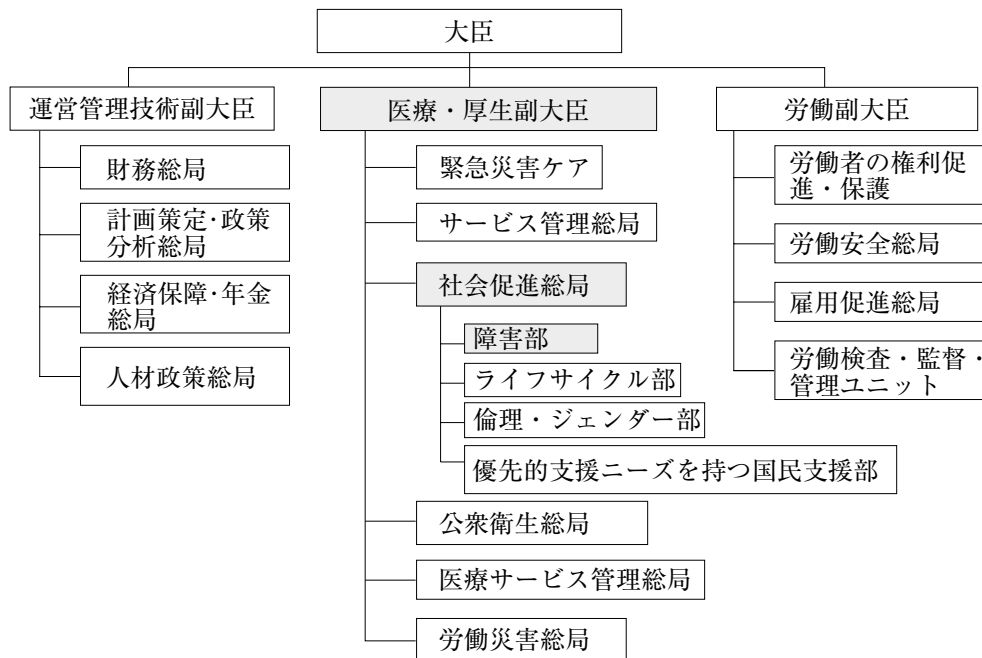 大臣
運営管理技術副大臣
財務総局
計画策定･政策
分析総局
経済保障･年金
総局
人材政策総局
医療・厚生副大臣
緊急災害ケア
サービス管理総局
社会促進総局
障害部
ライフサイクル部
倫理・ジェンダー部
優先的支援ニーズを持つ国民支援部
公衆衛生総局
医療サービス管理総局
労働災害総局
労働副大臣
労働者の権利促
進・保護
労働安全総局
雇用促進総局
労働検査・監督・
管理ユニット